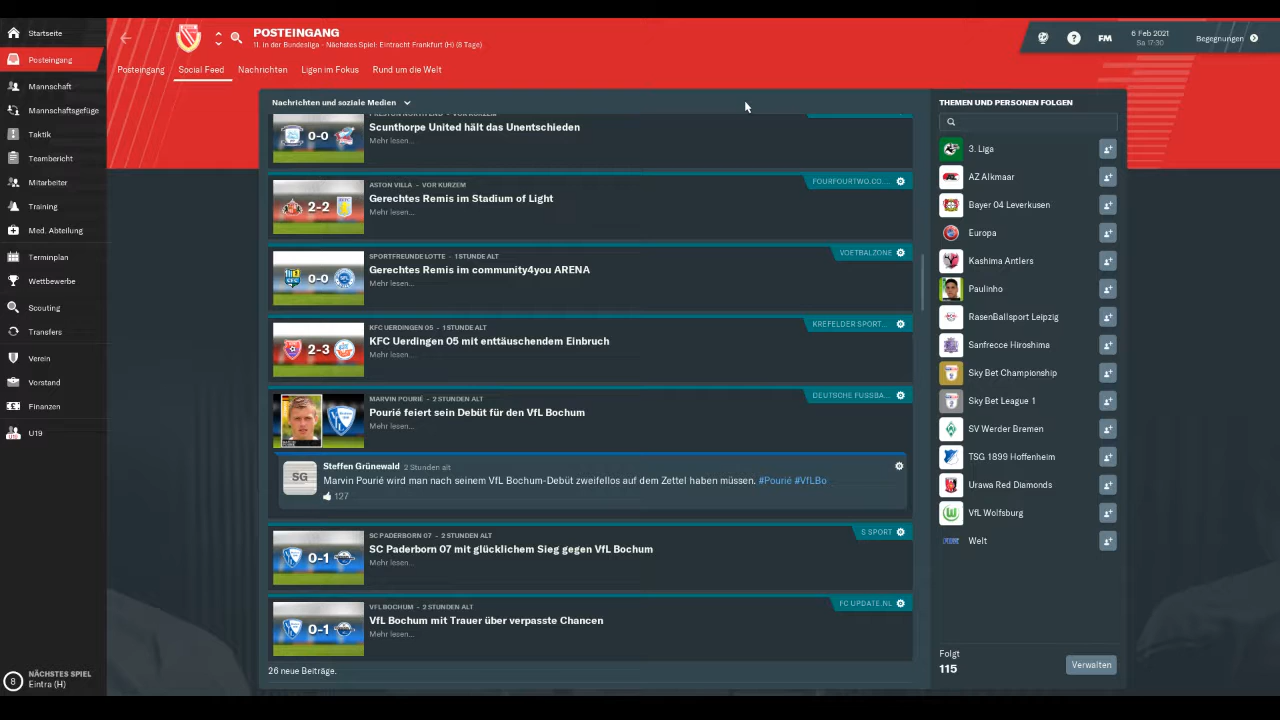 Startseite
Posteingang
Mannschaft
Mannschaftsgefüge
Taktik
Teambericht
Mitarbeiter
Training
Med. Abteilung
Terminplan
Wettbewerbe
Scouting
Transfers
Verein
Vorstand
Finanzen
U19
U19
8
NÄCHSTES SPIEL
Eintra (H)
POSTEINGANG
11. in der Bundesliga - Nächstes Spiel: Eintracht Frankfurt (H) (8 Tage)
? FM
6 Feb 2021
Sa 17:30
Begegnungen
Posteingang Social Feed Nachrichten Ligen im Fokus Rund um die Welt
Nachrichten und soziale Medien
PRESTON NORTH END - VOR KURZEM
0-0
Scunthorpe United hält das Unentschieden
Mehr lesen...
ASTON VILLA - VOR KURZEM
FOURFOURTWO.CO...
2-2
Gerechtes Remis im Stadium of Light
Mehr lesen...
SPORTFREUNDE LOTTE - 1 STUNDE ALT
VOETBALZONE
0-0
Gerechtes Remis im community4you ARENA
Mehr lesen...
KFC UERDINGEN 05 - 1 STUNDE ALT
KREFELDER SPORT...
2-3
KFC Uerdingen 05 mit enttäuschendem Einbruch
Mehr lesen...
MARVIN POURIÉ - 2 STUNDEN ALT
DEUTSCHE FUSSBA...
Pourié feiert sein Debüt für den VfL Bochum
Mehr lesen...
SG
Steffen Grünewald 2 Stunden alt
Marvin Pourié wird man nach seinem VfL Bochum-Debüt zweifellos auf dem Zettel haben müssen. #Pourié #VfLBo
127
SC PADERBORN 07 - 2 STUNDEN ALT
S SPORT
0-1
SC Paderborn 07 mit glücklichem Sieg gegen VfL Bochum
Mehr lesen...
VFL BOCHUM - 2 STUNDEN ALT
FC UPDATE.NL
0-1
VfL Bochum mit Trauer über verpasste Chancen
Mehr lesen...
26 neue Beiträge.
THEMEN UND PERSONEN FOLGEN
3. Liga
AZ Alkmaar
Bayer 04 Leverkusen
Europa
Kashima Antlers
Paulinho
RasenBallsport Leipzig
Sanfrecce Hiroshima
Sky Bet Championship
Sky Bet League 1
SV Werder Bremen
TSG 1899 Hoffenheim
Urawa Red Diamonds
VfL Wolfsburg
Welt
Folgt
115
Verwalten